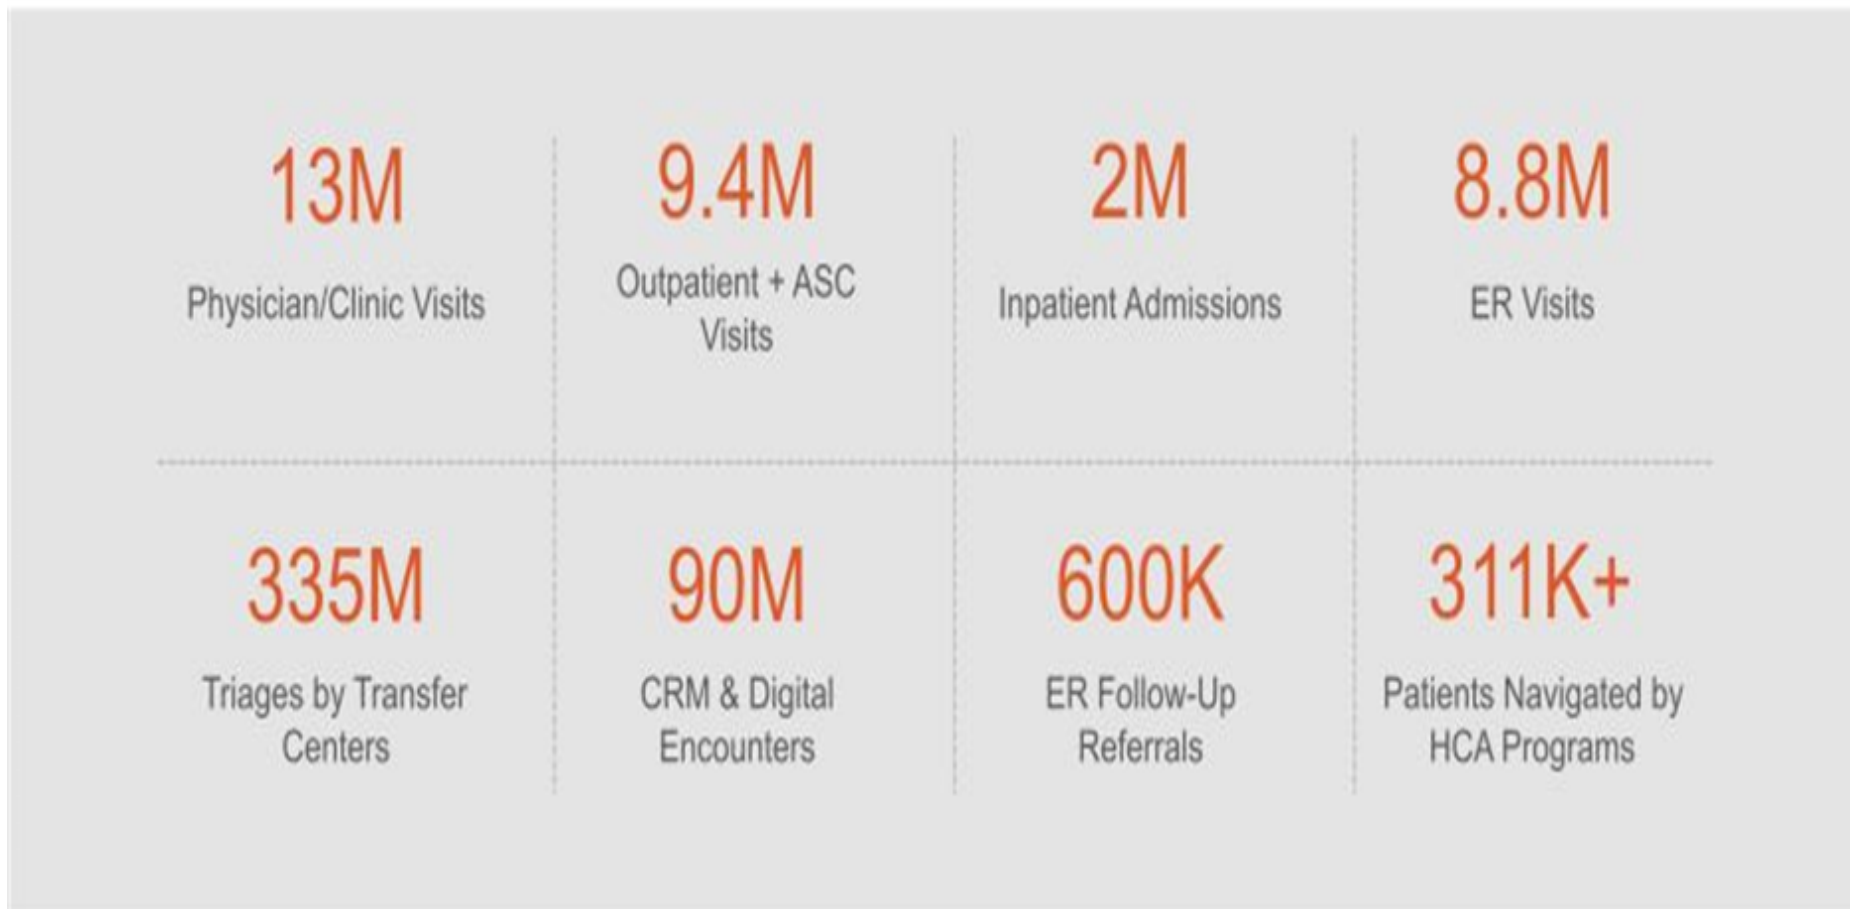 13M
Physician/Clinic Visits
9.4M
Outpatient + ASC
Visits
2M
Inpatient Admissions
8.8M
ER Visits
335M
Triages by Transfer
Centers
90M
CRM & Digital
Encounters
600K
ER Follow-Up
Referrals
311K+
Patients Navigated by
HCA Programs